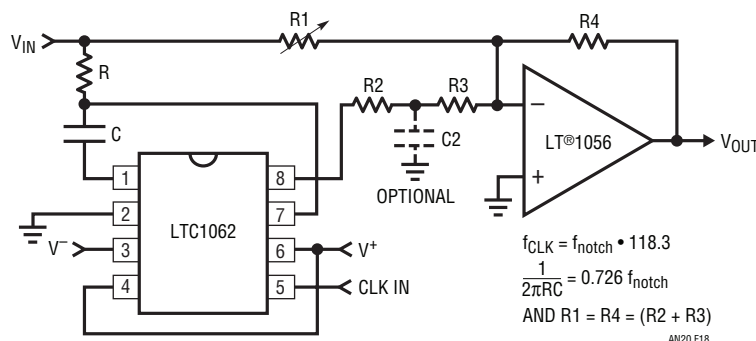 R1
R4
VIN
R
R2
R3
C
C2
−
+
LT®1056
VOUT
OPTIONAL
1
2
3
4
LTC1062
8
7
6
5
V−
V+
CLK IN
fCLK = fnotch • 118.3
1
2πRC = 0.726 fnotch
AND R1 = R4 = (R2 + R3)
AN20 F18